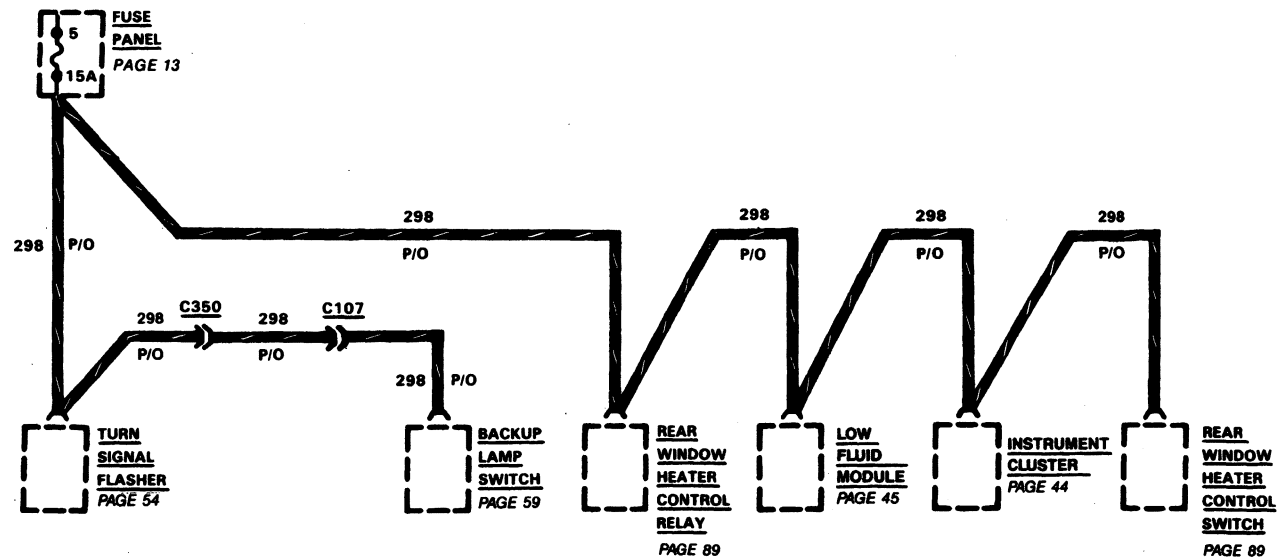 FUSE
PANEL
PAGE 13
5
15A
298
P/O
298
P/O
298
P/O
298
P/O
298
P/O
298
P/O
C350
298
P/O
C107
298
P/O
298
P/O
TURN
SIGNAL
FLASHER
PAGE 54
BACKUP
LAMP
SWITCH
PAGE 59
REAR
WINDOW
HEATER
CONTROL
RELAY
PAGE 89
LOW
FLUID
MODULE
PAGE 45
INSTRUMENT
CLUSTER
PAGE 44
REAR
WINDOW
HEATER
CONTROL
SWITCH
PAGE 89